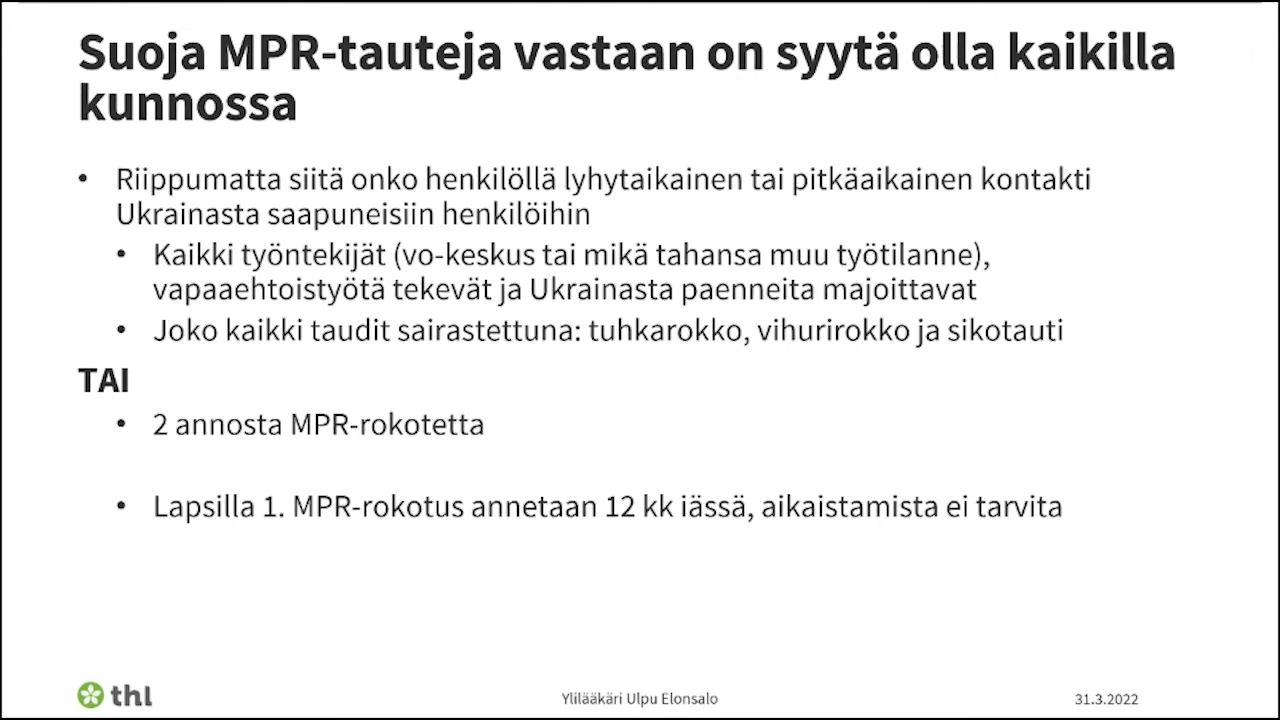 Suoja MPR-tauteja vastaan on syytä olla kaikilla
kunnossa
• Riippumatta siitä onko henkilöllä lyhytaikainen tai pitkäaikainen kontakti
Ukrainasta saapuneisiin henkilöihin
• Kaikki työntekijät (vo-keskus tai mikä tahansa muu työtilanne),
vapaaehtoistyötä tekevät ja Ukrainasta paenneita majoittavat
• Joko kaikki taudit sairastettuna: tuhkarokko, vihurirokko ja sikotauti
TAI
• 2 annosta MPR-rokotetta
• Lapsilla 1. MPR-rokotus annetaan 12 kk iässä, aikaistamista ei tarvita
thl
Ylilääkäri Ulpu Elonsalo
31.3.2022